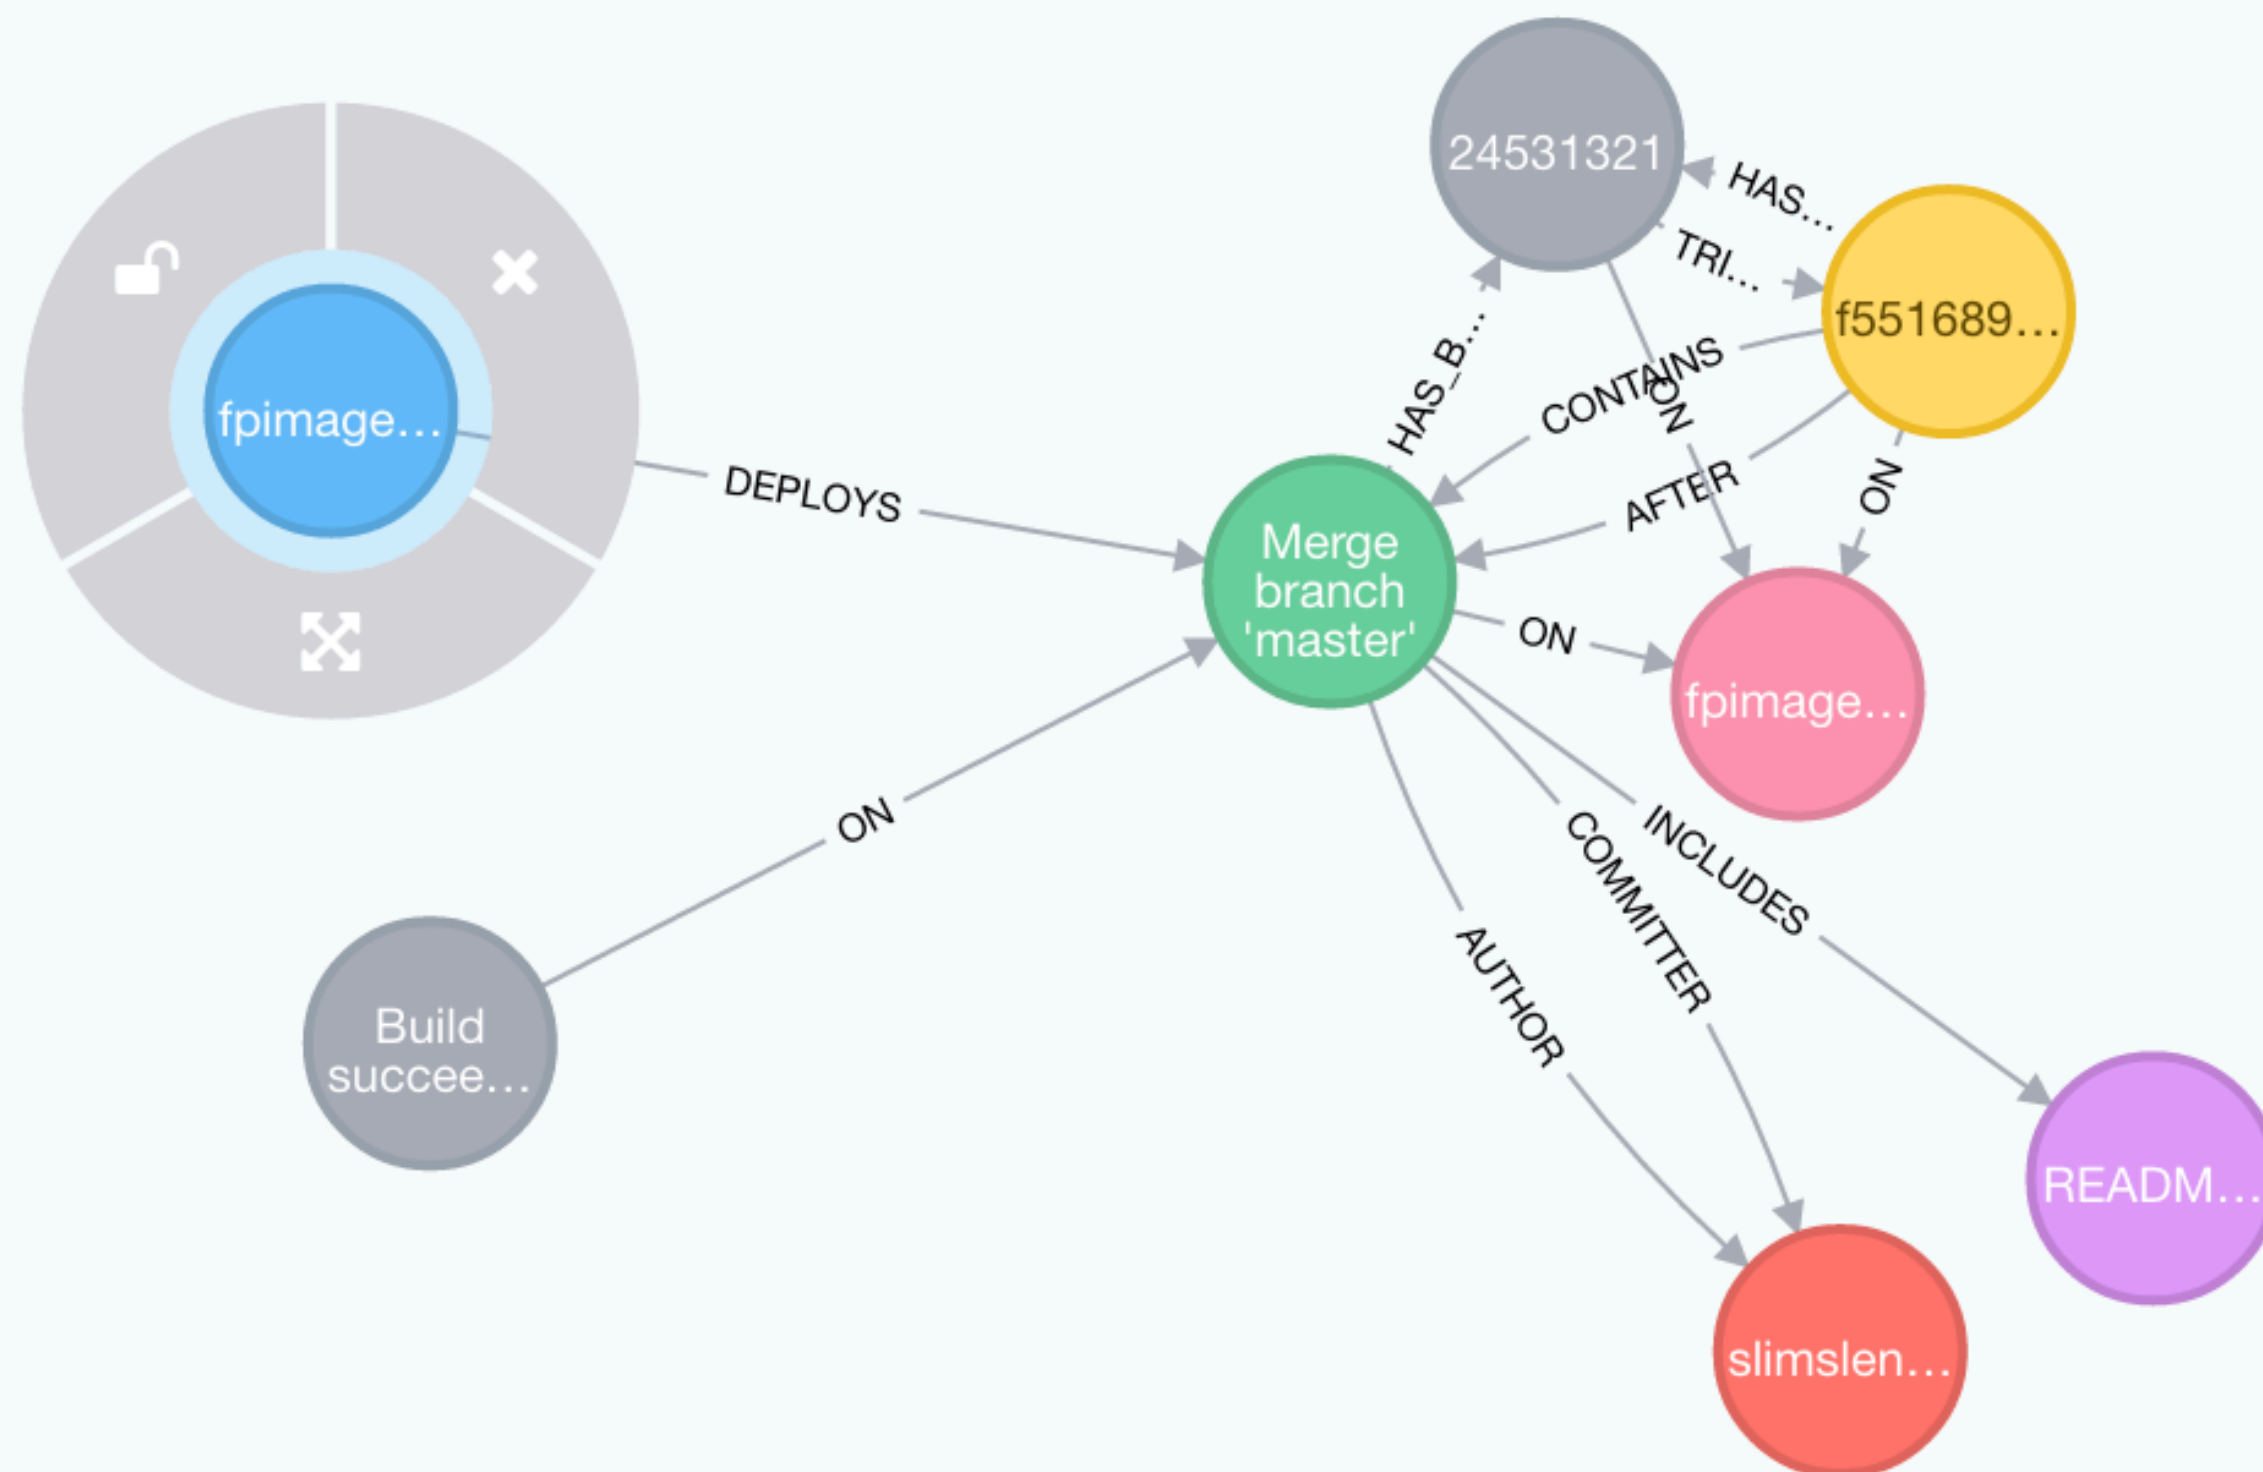 24531321
HAS...
TRI...
f551689...
fpimage...
HAS_B...
CONTAINS
ON
DEPLOYS
AFTER
ON
Merge
branch
'master'
ON
fpimage...
ON
COMMITTER
INCLUDES
AUTHOR
Build
succee...
READM...
slimslen...